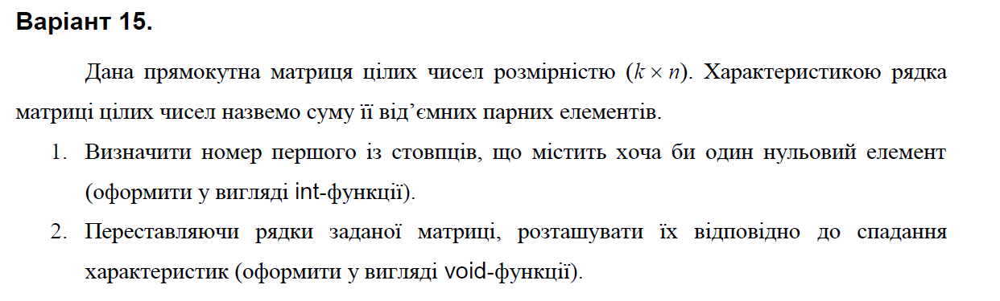 Варіант 15.
Дана прямокутна матриця цілих чисел розмірністю (k × n). Характеристикою рядка
матриці цілих чисел назвемо суму її від’ємних парних елементів.
1. Визначити номер першого із стовпців, що містить хоча би один нульовий елемент
(оформити у вигляді int-функції).
2. Переставляючи рядки заданої матриці, розташувати їх відповідно до спадання
характеристик (оформити у вигляді void-функції).